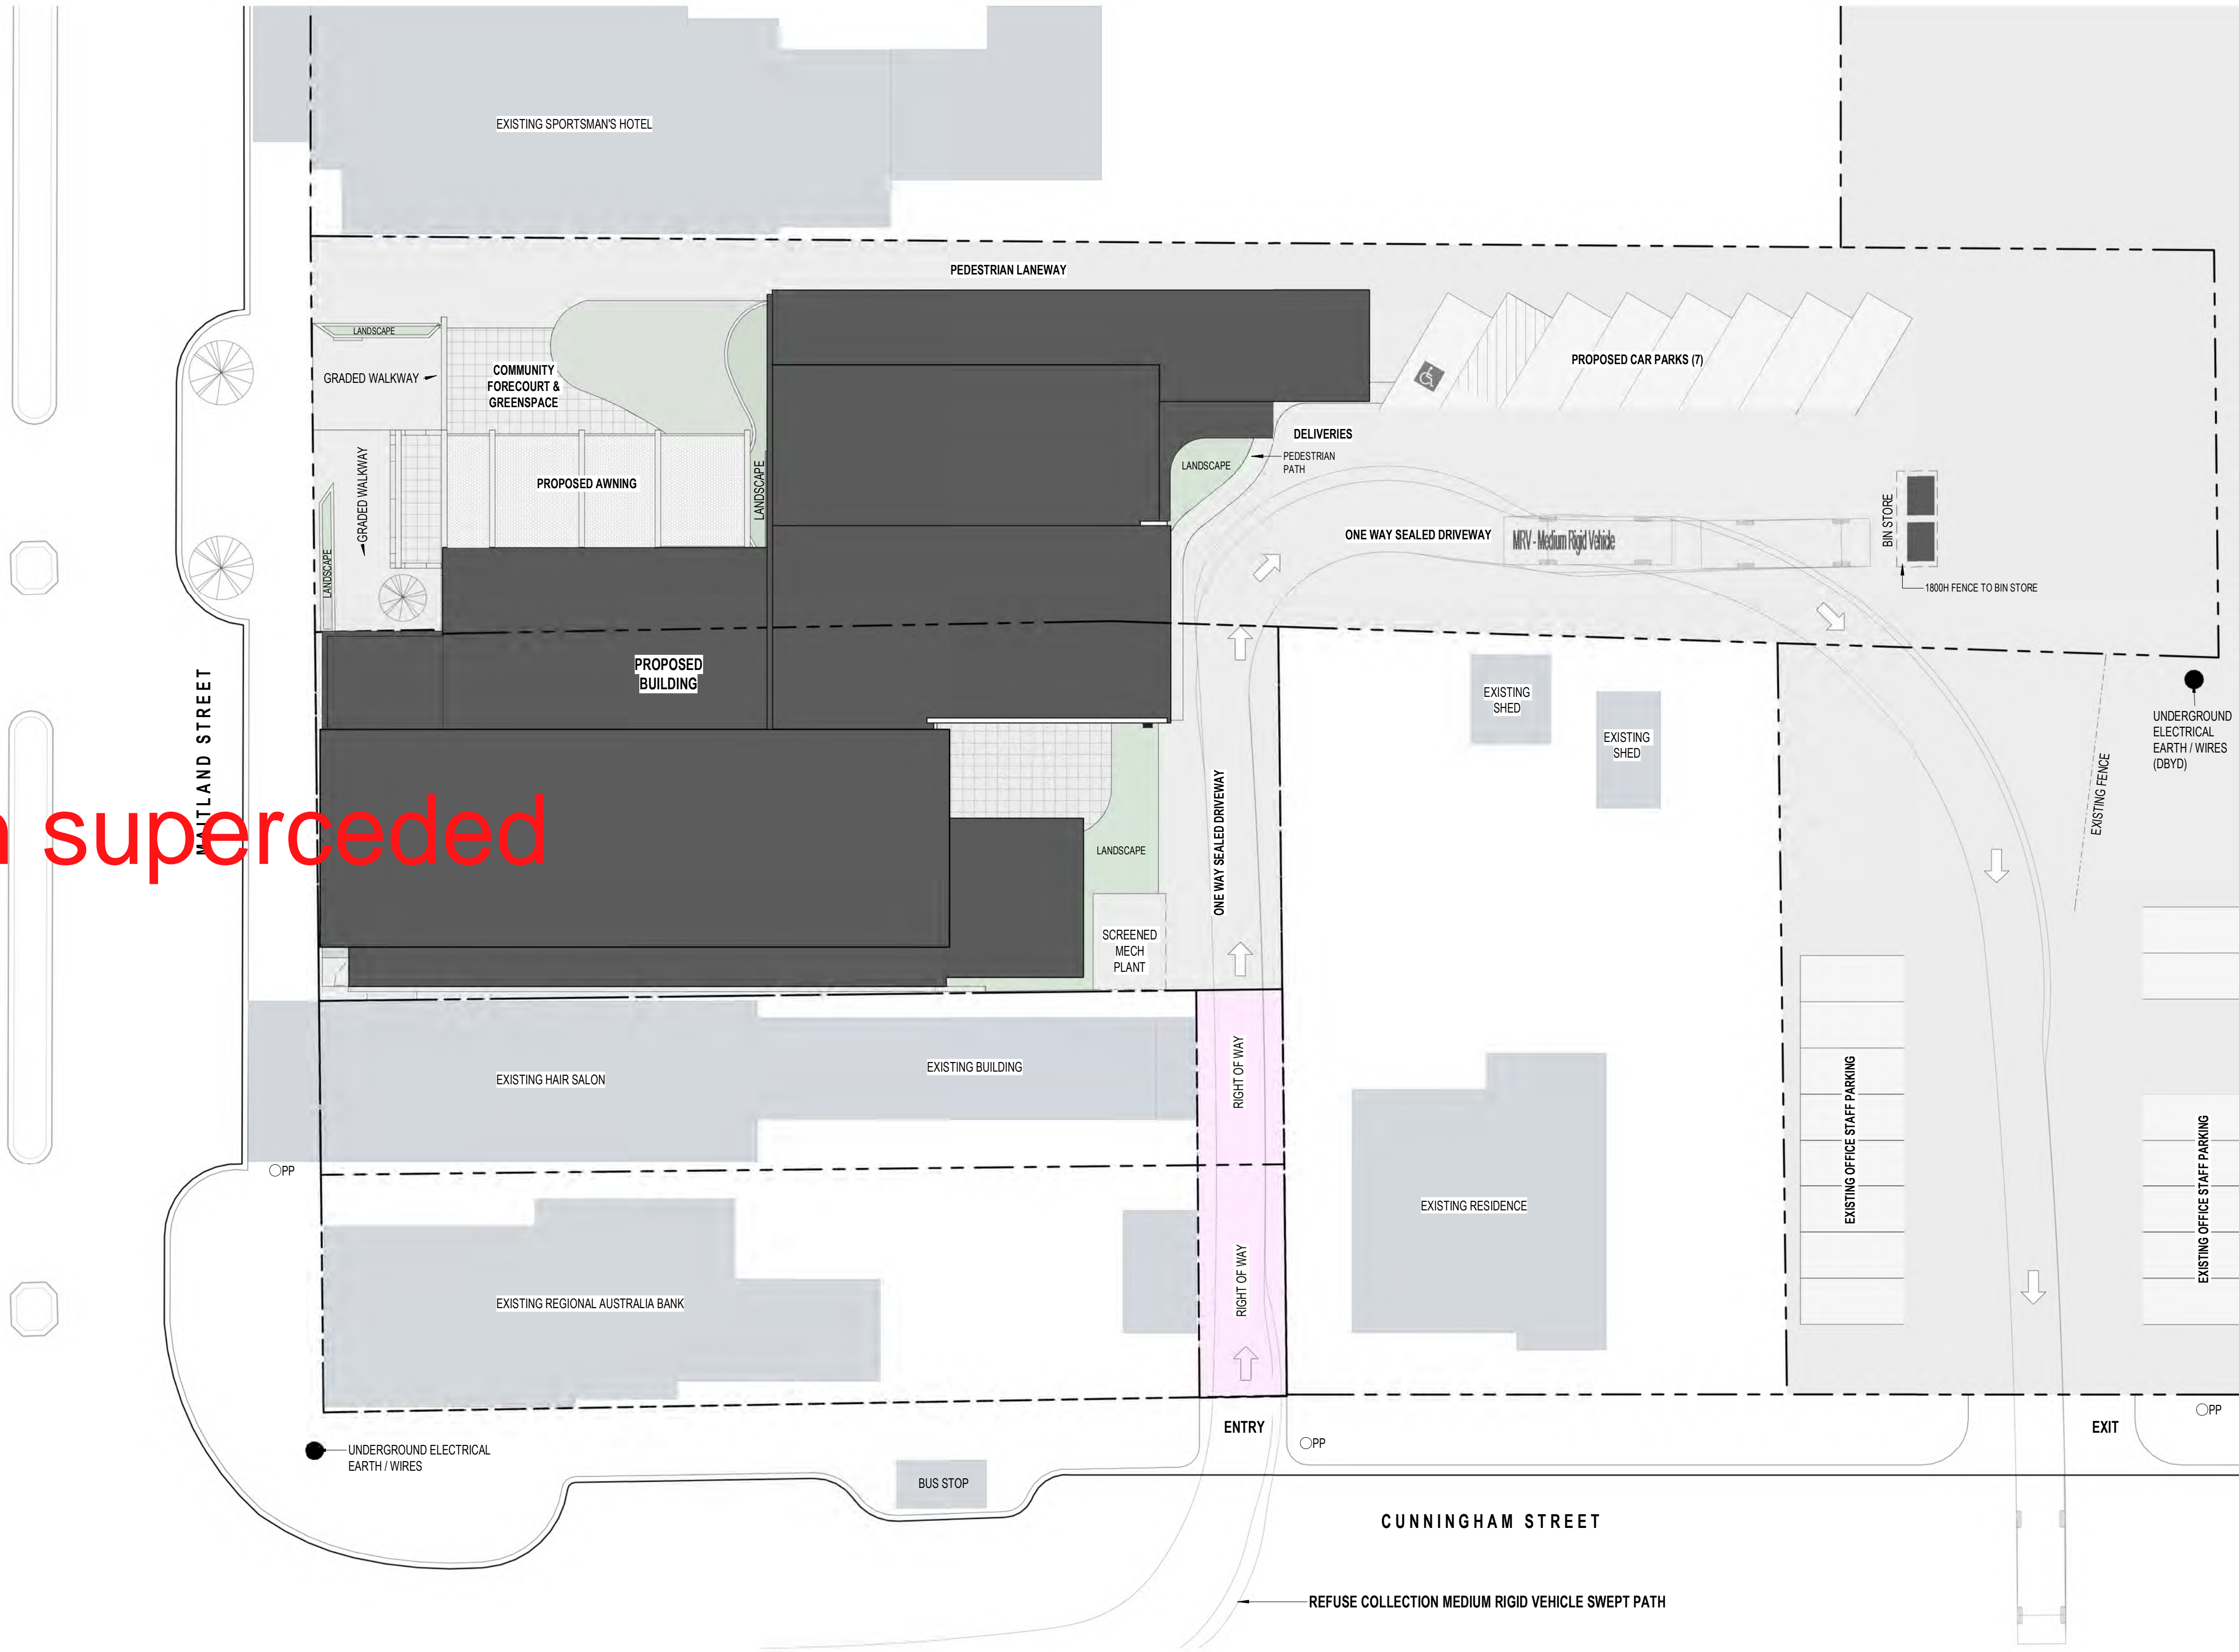 EXISTING SPORTSMAN'S HOTEL
PEDESTRIAN LANEWAY
LANDSCAPE
GRADED WALKWAY
COMMUNITY
FORECOURT &
GREENSPACE
PROPOSED CAR PARKS (7)
GRADED WALKWAY
PROPOSED AWNING
LANDSCAPE
LANDSCAPE
DELIVERIES
PEDESTRIAN
PATH
LANDSCAPE
ONE WAY SEALED DRIVEWAY
MRV - Medium Rigid Vehicle
BIN STORE
1800H FENCE TO BIN STORE
MAITLAND STREET
PROPOSED
BUILDING
EXISTING
SHED
EXISTING
SHED
UNDERGROUND
ELECTRICAL
EARTH / WIRES
(DBYD)
EXISTING FENCE
superceded
ONE WAY SEALED DRIVEWAY
LANDSCAPE
SCREENED
MECH
PLANT
EXISTING HAIR SALON
EXISTING BUILDING
RIGHT OF WAY
EXISTING OFFICE STAFF PARKING
EXISTING OFFICE STAFF PARKING
PP
EXISTING RESIDENCE
RIGHT OF WAY
EXISTING REGIONAL AUSTRALIA BANK
ENTRY
PP
EXIT
PP
UNDERGROUND ELECTRICAL
EARTH / WIRES
BUS STOP
CUNNINGHAM STREET
REFUSE COLLECTION MEDIUM RIGID VEHICLE SWEPT PATH